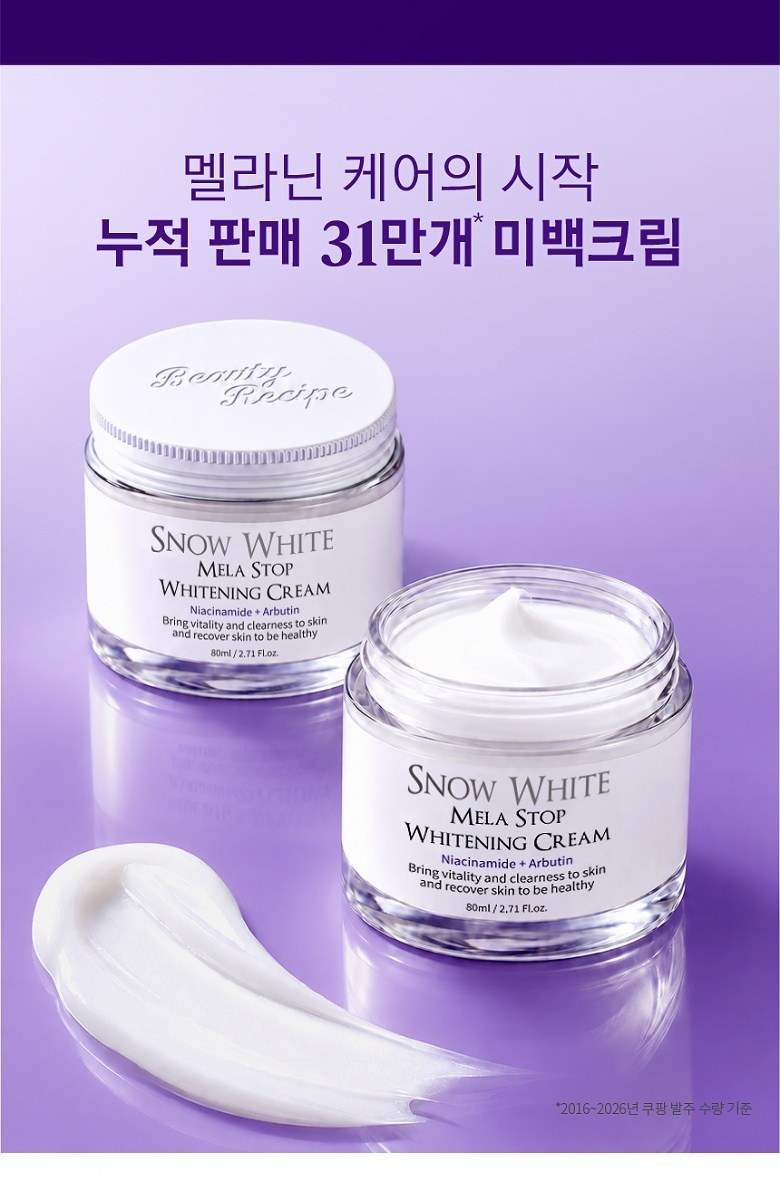 멜라닌 케어의 시작
누적 판매 31만개* 미백크림
Beauty
Recipe
SNOW WHITE
MELA STOP
WHITENING CREAM
Niacinamide + Arbutin
Bring vitality and clearness to skin
and recover skin to be healthy
80ml / 2.71 Fl.oz.
SNOW WHITE
MELA STOP
WHITENING CREAM
Niacinamide + Arbutin
Bring vitality and clearness to skin
and recover skin to be healthy
80ml / 2.71 Fl.oz.
*2016~2026년 쿠팡 발주 수량 기준